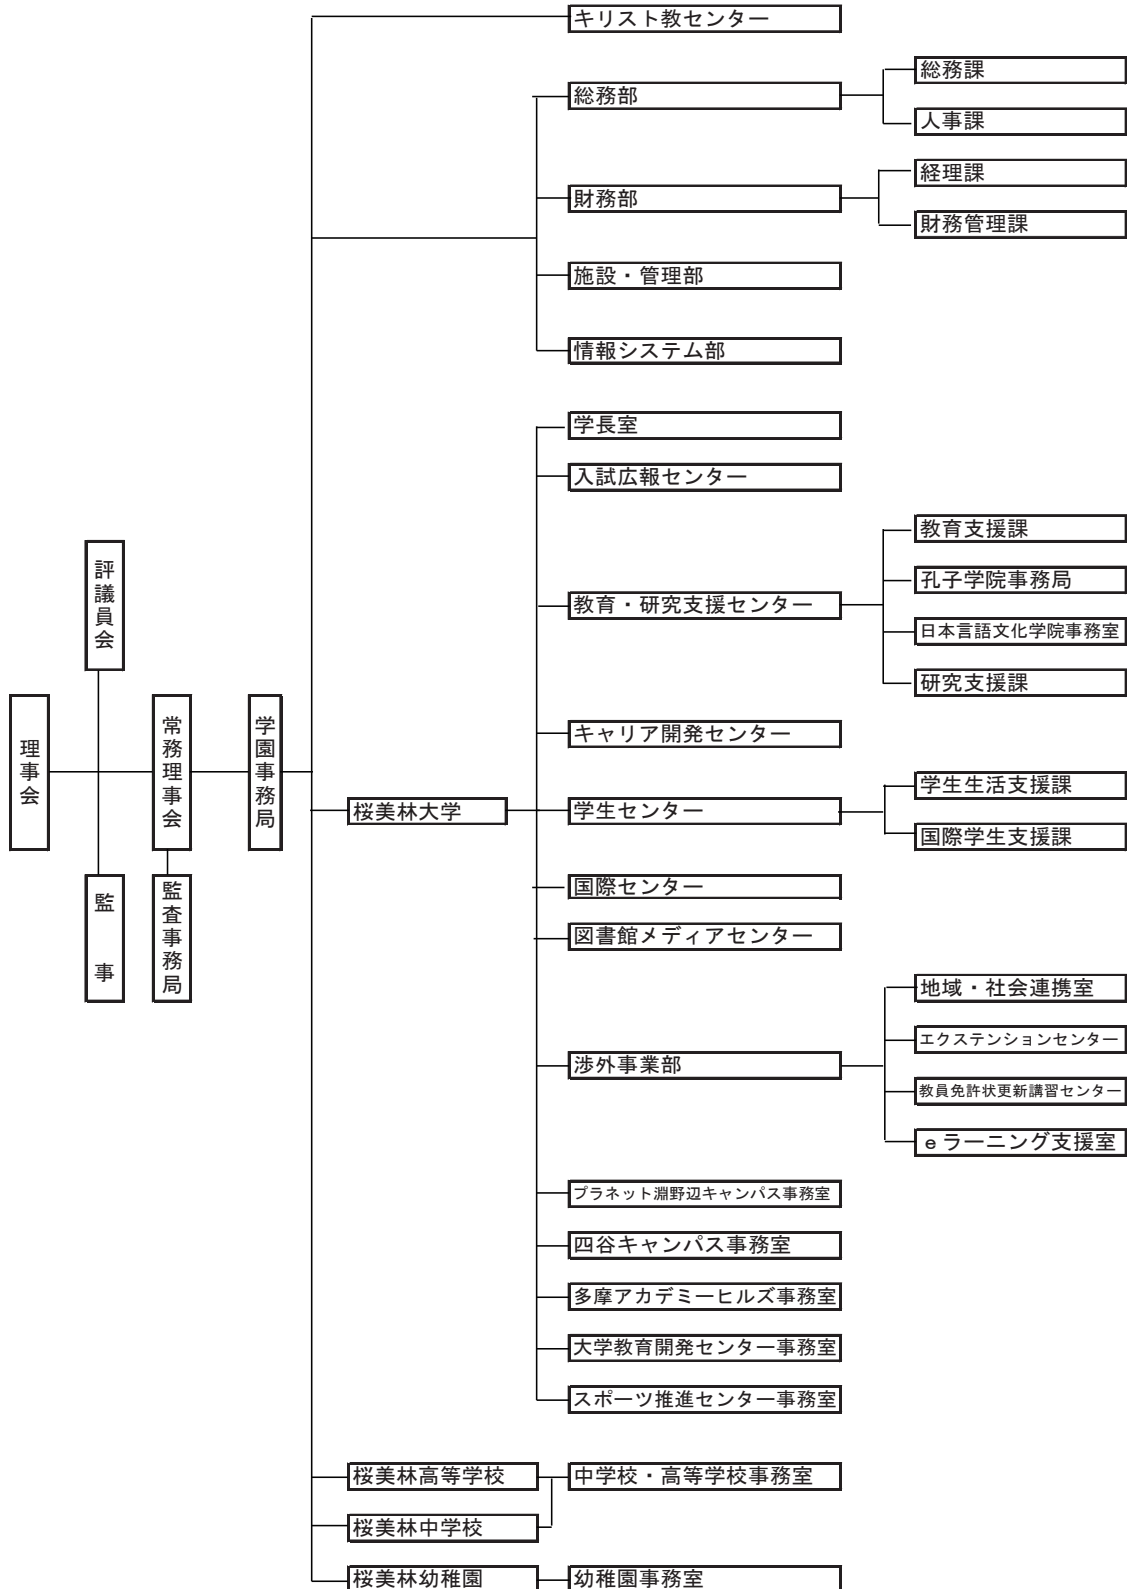 キリスト教センター
総務部
総務課
人事課
財務部
経理課
財務管理課
施設・管理部
情報システム部
学長室
入試広報センター
教育・研究支援センター
教育支援課
孔子学院事務局
日本言語文化学院事務室
研究支援課
評議員会
理事会
常務理事会
学園事務局
監事
監査事務局
キャリア開発センター
桜美林大学
学生センター
学生生活支援課
国際学生支援課
国際センター
図書館メディアセンター
渉外事業部
地域・社会連携室
エクステンションセンター
教員免許状更新講習センター
eラーニング支援室
プラネット淵野辺キャンパス事務室
四谷キャンパス事務室
多摩アカデミーヒルズ事務室
大学教育開発センター事務室
スポーツ推進センター事務室
桜美林高等学校
中学校・高等学校事務室
桜美林中学校
桜美林幼稚園
幼稚園事務室